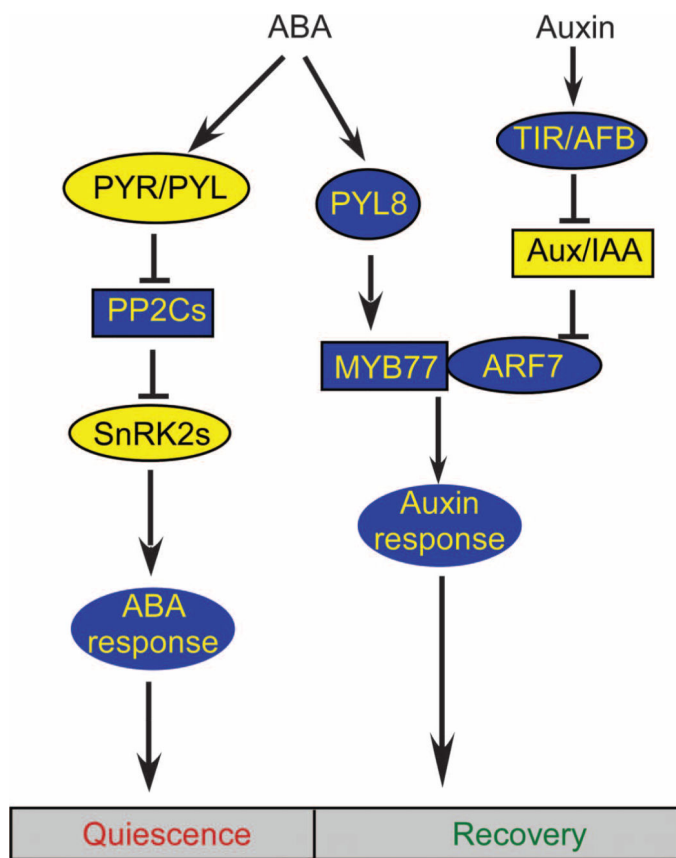 ABA
Auxin
TIR/AFB
PYR/PYL
PYL8
Aux/IAA
PP2Cs
MYB77
ARF7
SnRK2s
Auxin
response
ABA
response
Quiescence
Recovery